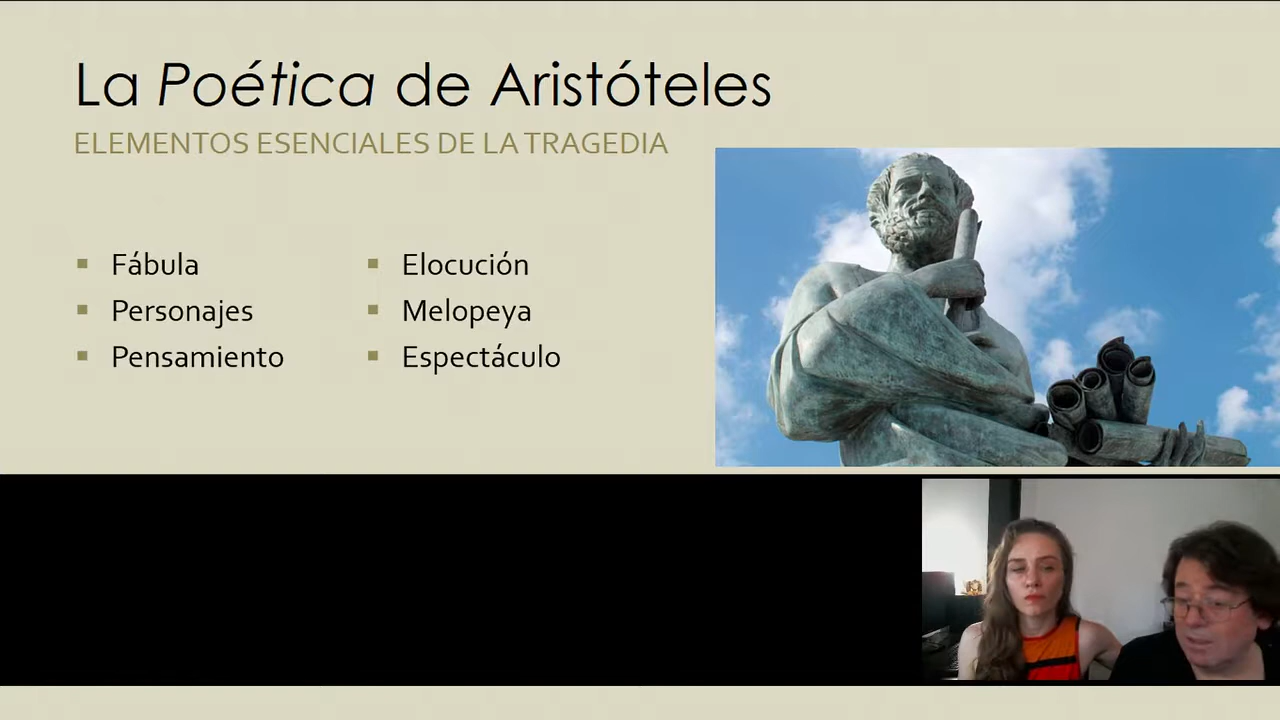 La Poética de Aristóteles
ELEMENTOS ESENCIALES DE LA TRAGEDIA
Fábula
Personajes
Pensamiento
Elocución
Melopeya
Espectáculo